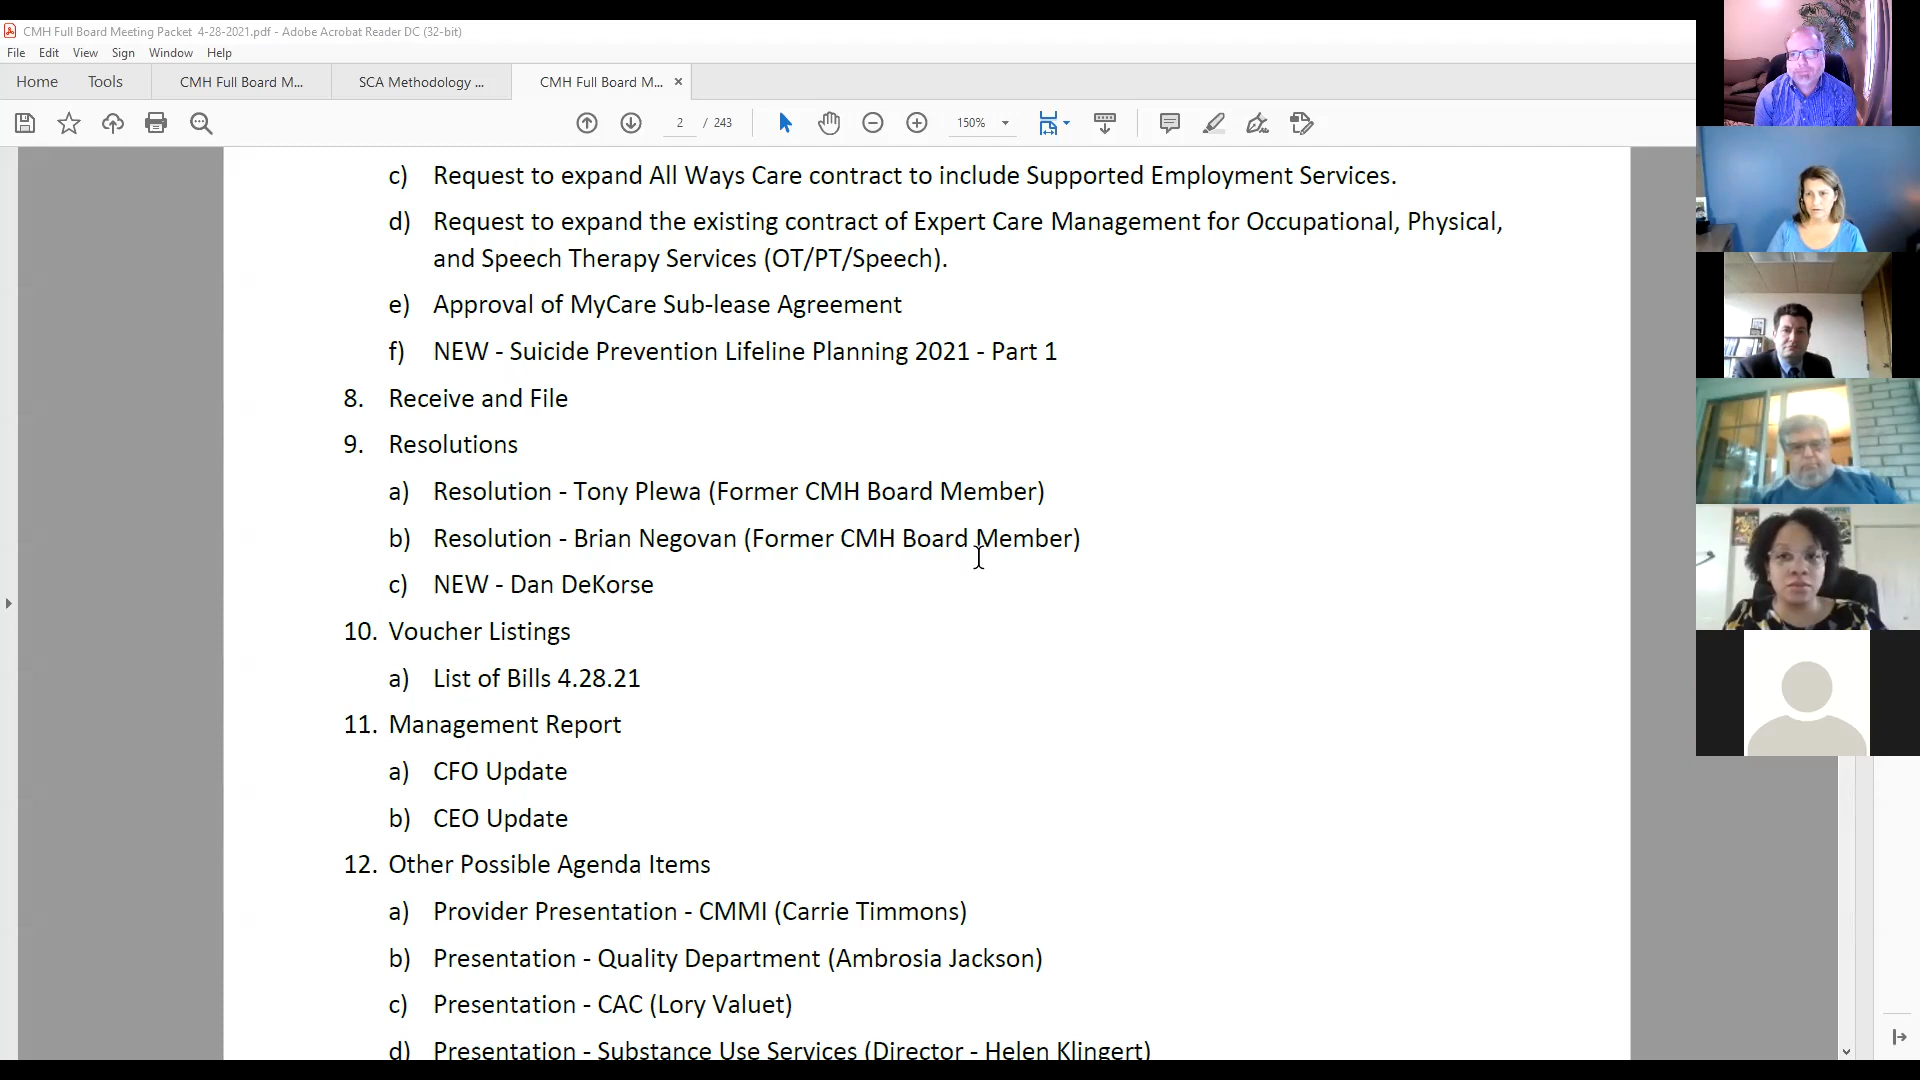 CMH Full Board Meeting Packet 4-28-2021.pdf - Adobe Acrobat Reader DC (32-bit)
File Edit View Sign Window Help
Home Tools CMH Full Board M... SCA Methodology ... CMH Full Board M... ×
2 / 243 150%
c) Request to expand All Ways Care contract to include Supported Employment Services.
d) Request to expand the existing contract of Expert Care Management for Occupational, Physical,
and Speech Therapy Services (OT/PT/Speech).
e) Approval of MyCare Sub-lease Agreement
f) NEW - Suicide Prevention Lifeline Planning 2021 - Part 1
8. Receive and File
9. Resolutions
a) Resolution - Tony Plewa (Former CMH Board Member)
b) Resolution - Brian Negovan (Former CMH Board Member)
c) NEW - Dan DeKorse
10. Voucher Listings
a) List of Bills 4.28.21
11. Management Report
a) CFO Update
b) CEO Update
12. Other Possible Agenda Items
a) Provider Presentation - CMMI (Carrie Timmons)
b) Presentation - Quality Department (Ambrosia Jackson)
c) Presentation - CAC (Lory Valuet)
d) Presentation - Substance Use Services (Director - Helen Klingert)